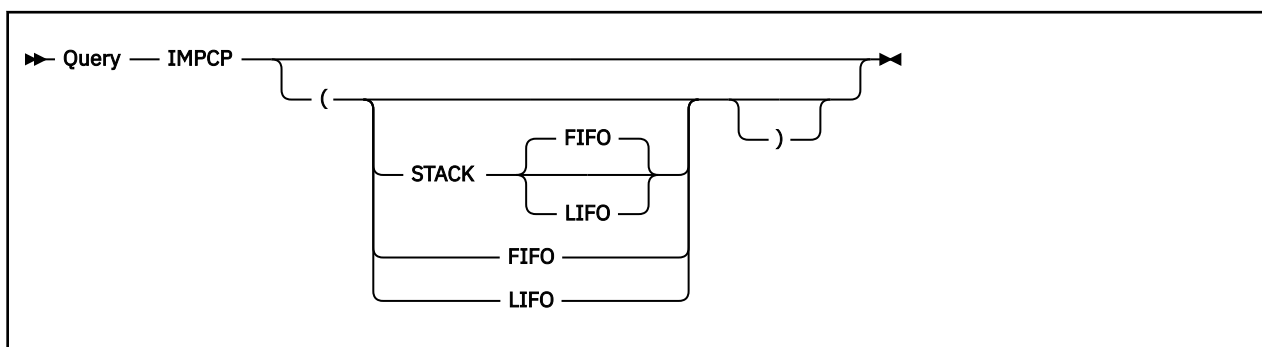 Query IMPCP
(
)
FIFO
STACK
LIFO
FIFO
LIFO